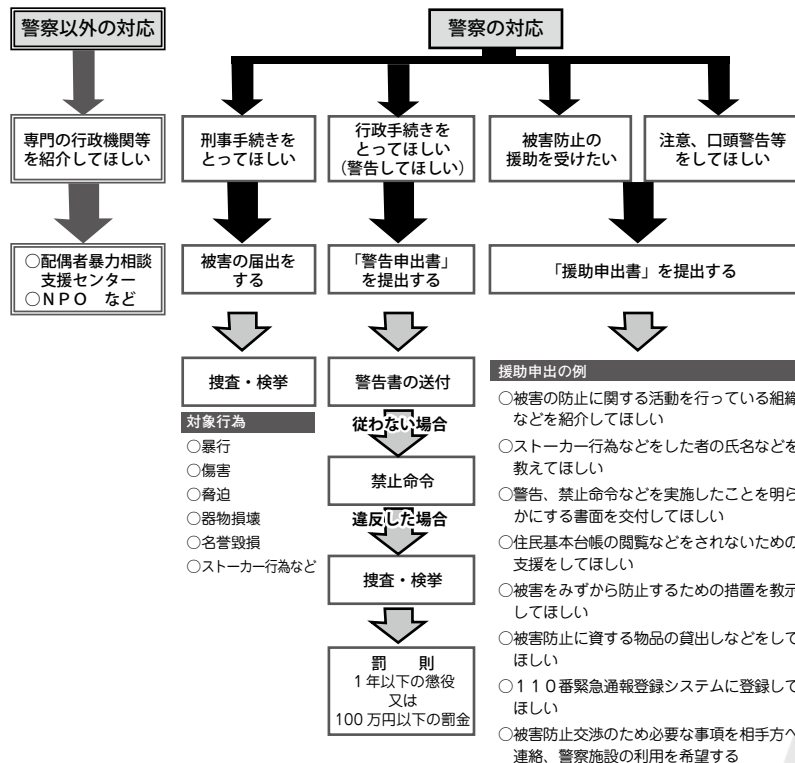 警察以外の対応
専門の行政機関等
を紹介してほしい
○配偶者暴力相談
支援センター
○NPO など
警察の対応
刑事手続きを
とってほしい
被害の届出を
する
捜査・検挙
対象行為
○暴行
○傷害
○脅迫
○器物損壊
○名誉毀損
○ストーカー行為など
行政手続きを
とってほしい
(警告してほしい)
「警告申出書」
を提出する
警告書の送付
従わない場合
禁止命令
違反した場合
捜査・検挙
罰 則
1年以下の懲役
又は
100万円以下の罰金
被害防止の
援助を受けたい
注意、口頭警告等
をしてほしい
「援助申出書」を提出する
援助申出の例
○被害の防止に関する活動を行っている組織
などを紹介してほしい
○ストーカー行為などをした者の氏名などを
教えてほしい
○警告、禁止命令などを実施したことを明ら
かにする書面を交付してほしい
○住民基本台帳の閲覧などをされないための
支援をしてほしい
○被害をみずから防止するための措置を教示
してほしい
○被害防止に資する物品の貸出しなどをして
ほしい
○110番緊急通報登録システムに登録して
ほしい
○被害防止交渉のため必要な事項を相手方へ
連絡、警察施設の利用を希望する